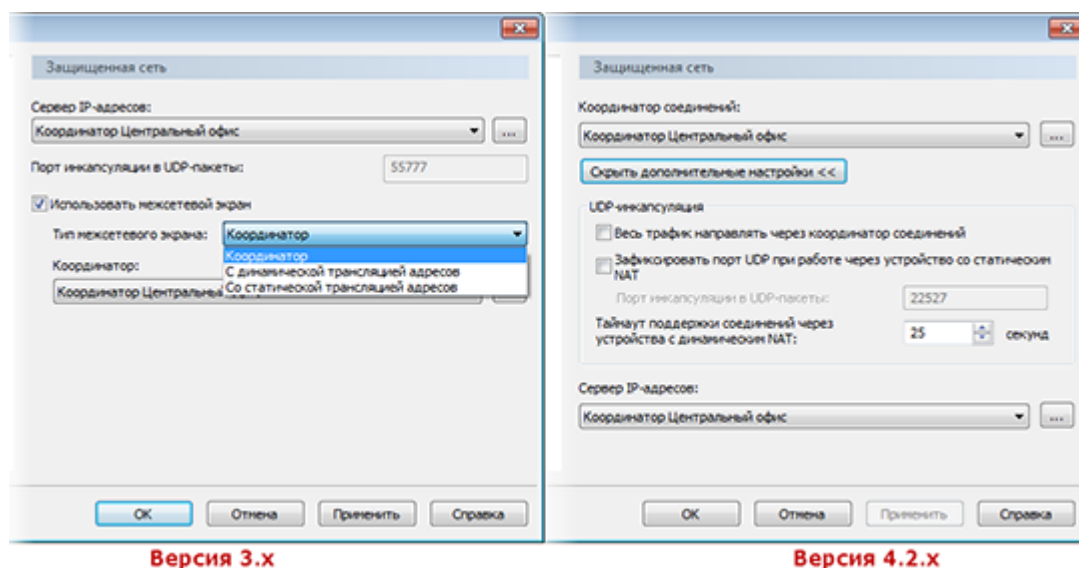 Защищенная сеть
Сервер IP-адресов:
Координатор Центральный офис
...
Порт инкапсуляции в UDP-пакеты:
55777
Использовать межсетевой экран
Тип межсетевого экрана:
Координатор
Координатор
С динамической трансляцией адресов
Со статической трансляцией адресов
Координатор:
Координатор Центральны
OK
Отмена
Применить
Справка
Версия 3.x
Защищенная сеть
Координатор соединений:
Координатор Центральный офис
...
Скрыть дополнительные настройки <<
UDP-инкапсуляция
Весь трафик направлять через координатор соединений
Зафиксировать порт UDP при работе через устройство со статическим
NAT
Порт инкапсуляции в UDP-пакеты:
22527
Таймаут поддержки соединений через
устройства с динамическим NAT:
25
секунд
Сервер IP-адресов:
Координатор Центральный офис
...
OK
Отмена
Применить
Справка
Версия 4.2.x